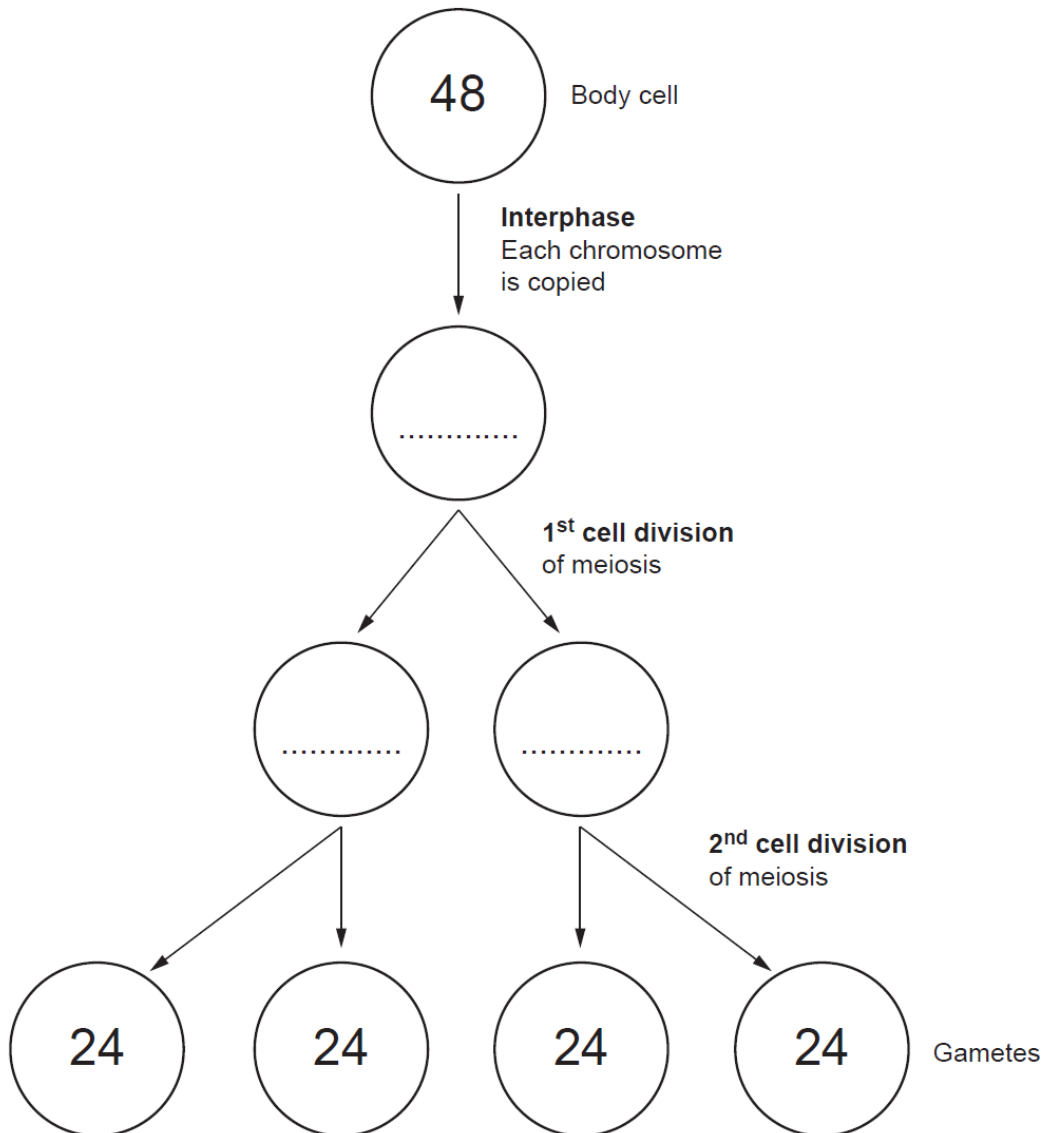 48
Body cell
Interphase
Each chromosome
is copied
.............
1st cell division
of meiosis
............. .............
2nd cell division
of meiosis
24 24 24 24 Gametes